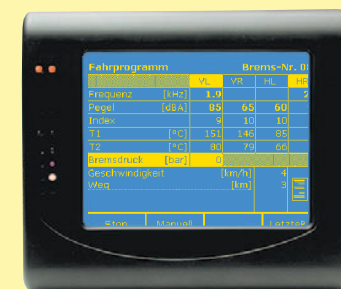 Fahrprogramm Brems-Nr. 0
VL VR HL HR
Frequenz [kHz] 1.9 2
Pegel [dBA] 85 65 60
Index 9 10 10
T1 [°C] 151 146 85
T2 [°C] 80 79 66
Bremsdruck [bar] 0
Geschwindigkeit [km/h] 4
Weg [km] 3
Stop Manuell Letzte